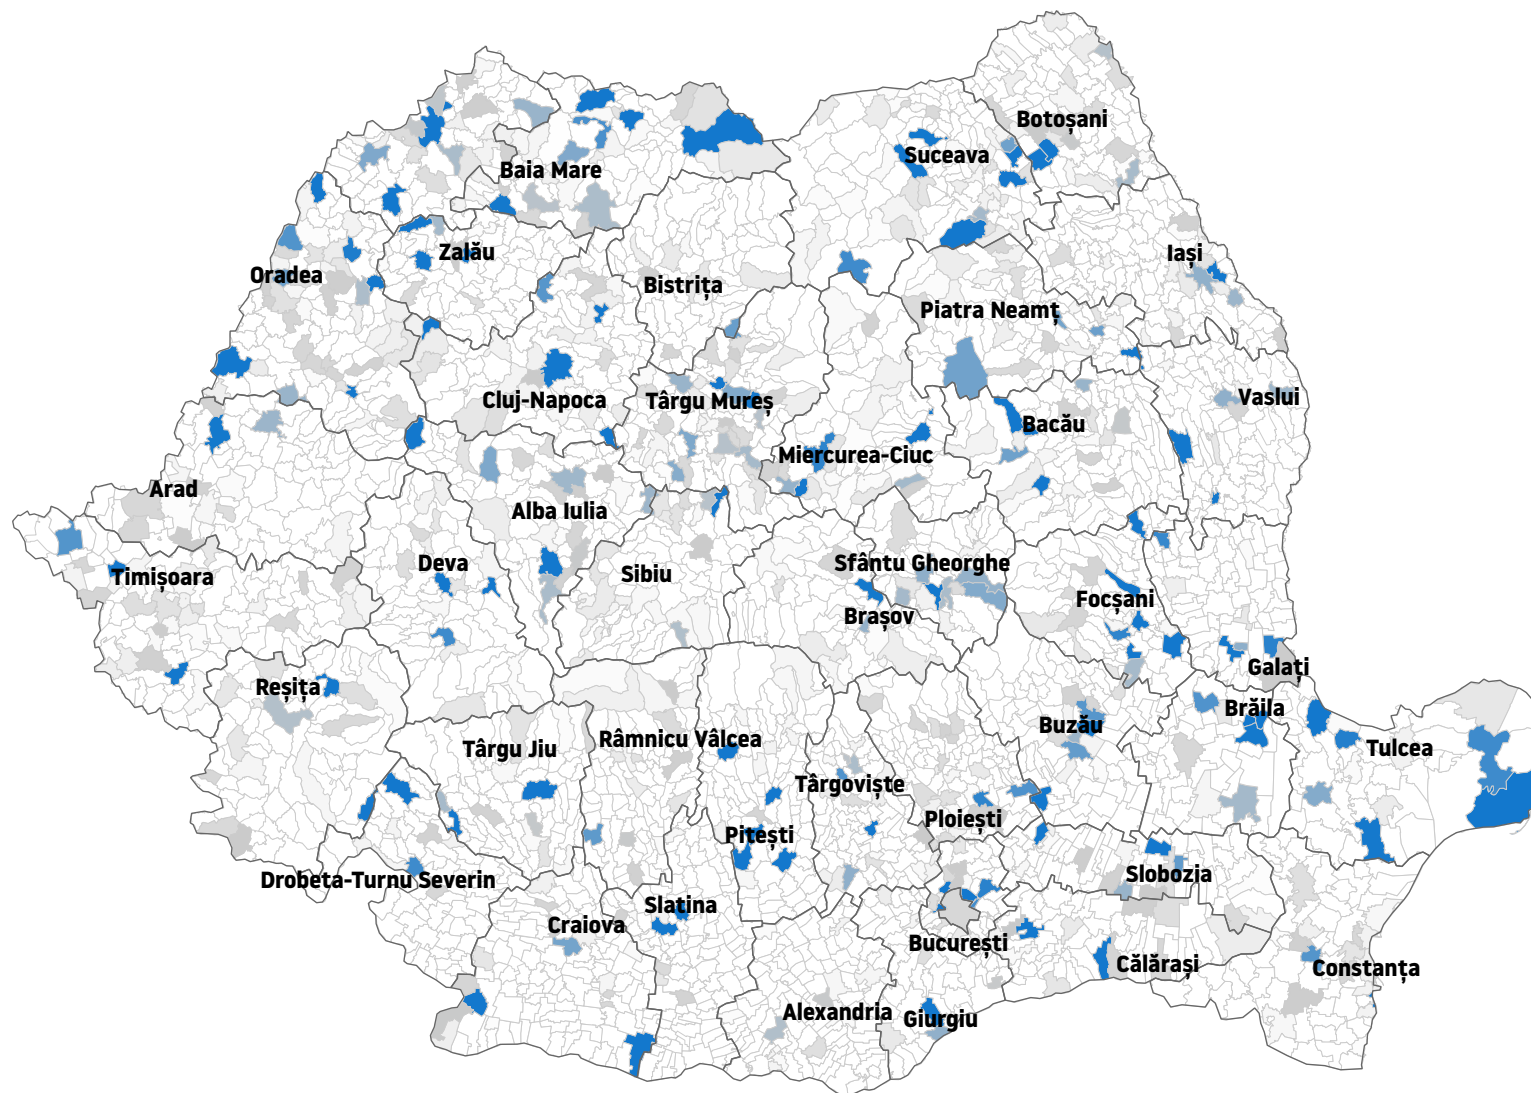 Botoșani
Suceava
Baia Mare
Zalău
Iași
Oradea
Bistrița
Piatra Neamț
Cluj-Napoca
Târgu Mureș
Vaslui
Bacău
Miercurea-Ciuc
Arad
Alba Iulia
Deva
Sfântu Gheorghe
Timișoara
Sibiu
Focșani
Brașov
Galați
Reșița
Brăila
Buzău
Râmnicu Vâlcea
Târgu Jiu
Tulcea
Târgoviște
Ploiești
Pitești
Slobozia
Drobeta-Turnu Severin
Slatina
Craiova
București
Călărași
Constanța
Alexandria
Giurgiu